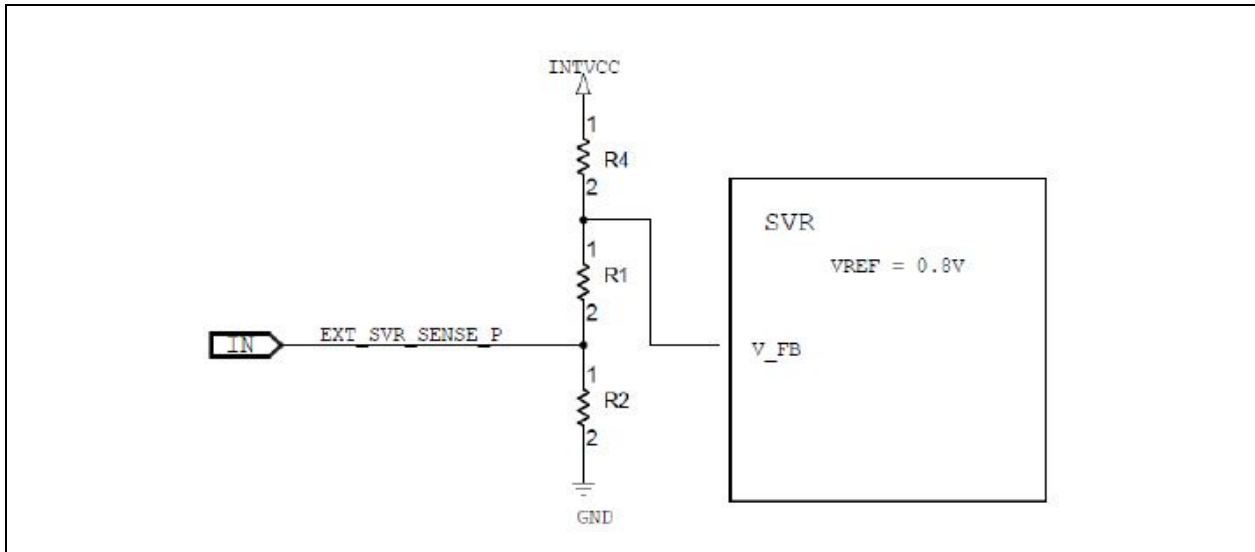 INTVCC
1
R4
2
SVR
VREF = 0.8V
1
R1
2
IN
EXT_SVR_SENSE_P
V_FB
1
R2
2
GND